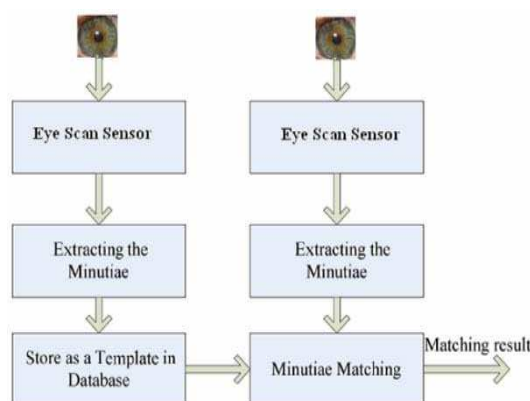 Eye Scan Sensor
Eye Scan Sensor
Extracting the
Minutiae
Extracting the
Minutiae
Store as a Template in
Database
Minutiae Matching
Matching result